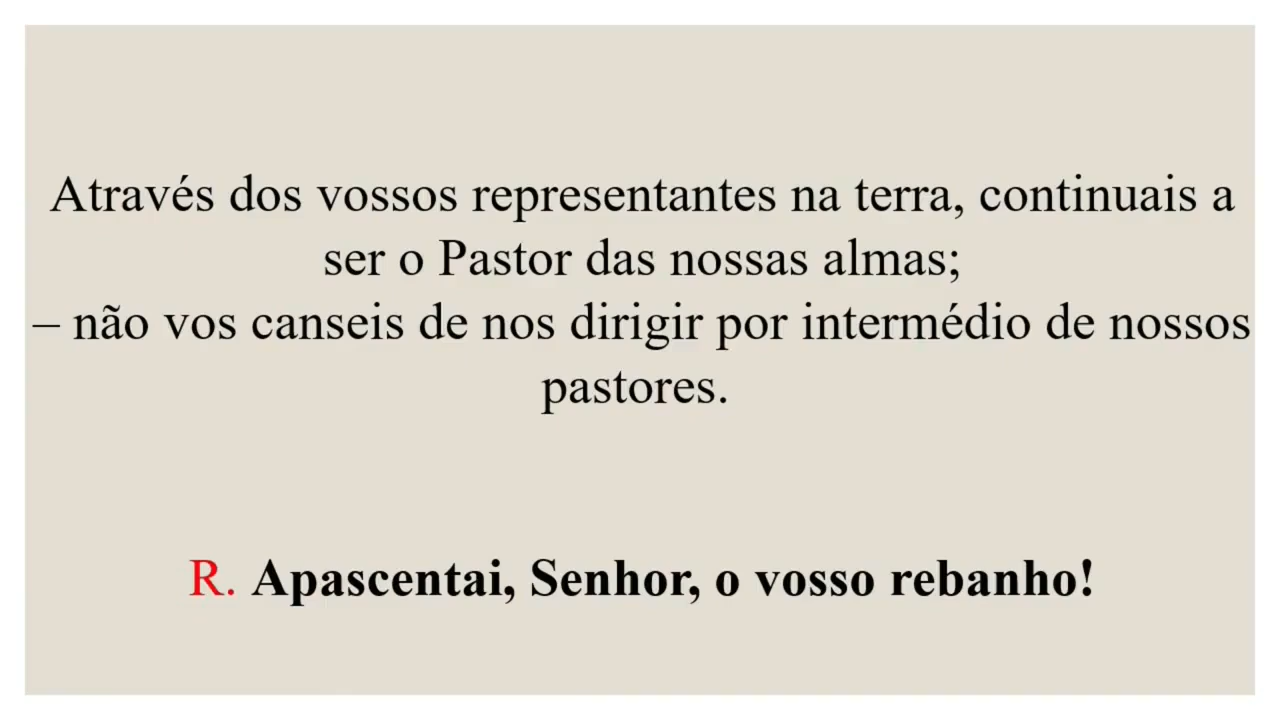 Através dos vossos representantes na terra, continuais a
ser o Pastor das nossas almas;
– não vos canseis de nos dirigir por intermédio de nossos
pastores.
R. Apascentai, Senhor, o vosso rebanho!